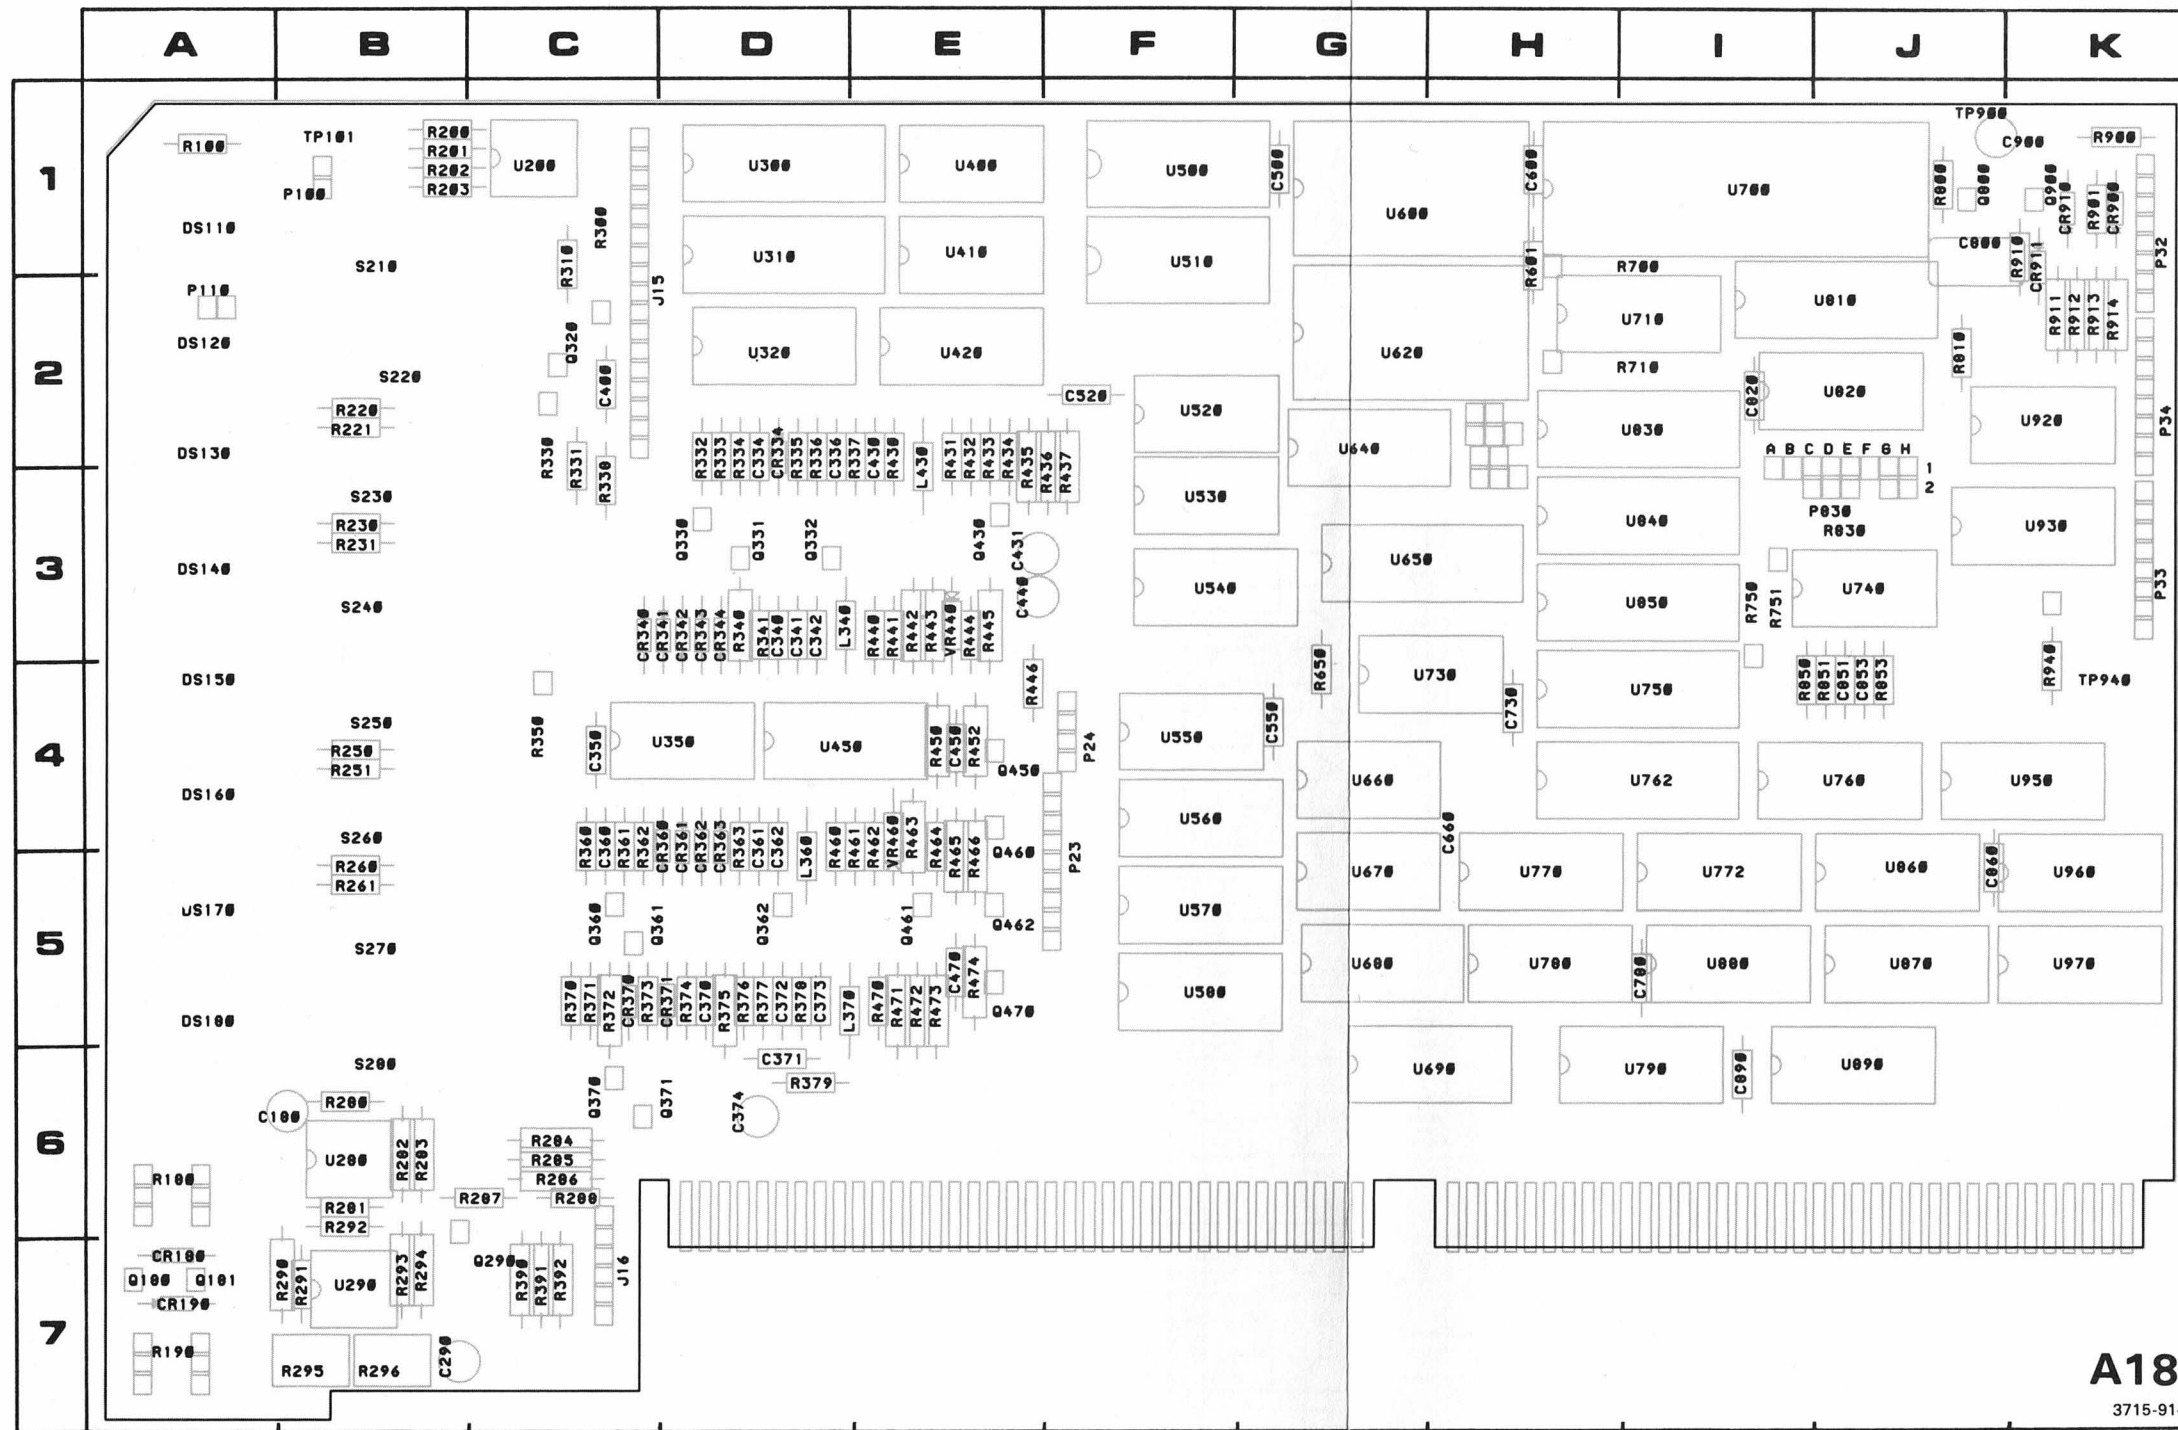 A B C D E F G H I J K
1
R100 TP101 P100 R200 R201 R202 R203 U200 R300 U300 U400 U500 C500 U600 C600 U700 R800 Q800 TP900 C900 Q900 R900 CR910 R901 CR900
DS110 S210 R310 J15 U310 U410 U510 R601 R700 C800 R910 CR911 P32
2
P110 DS120 S220 Q320 C400 U320 U420 C520 U520 U620 U710 R710 U810 C820 U820 R810 R911 R912 R913 R914
R220 R221 DS130 R330 R331 R338 R332 R333 R334 C334 CR334 R335 R336 C336 R337 C430 R430 L430 R431 R432 R433 R434 R435 R436 R437 U640 U830 U920 P34
A B C D E F G H
1
2
3
S230 R230 R231 DS140 S240 Q330 Q331 Q332 Q430 C431 C440 U530 U540 U650 U840 U850 P830 R830 U930 R750 R751 U740 P33
CR340 CR341 CR342 CR343 CR344 R340 R341 C340 C341 C342 L340 R440 R441 R442 R443 VR440 R444 R445
4
DS150 S250 R250 R251 DS160 S260 R350 C350 U350 U450 R450 C450 R452 R446 Q450 P24 U550 C550 R650 U730 C730 U750 R850 R851 C851 C853 R853 R940 TP940
U560 U660 C660 U762 U760 U950
R360 C360 R361 R362 CR360 CR361 CR362 CR363 R363 C361 C362 L360 R460 R461 R462 VR460 R463 R464 R465 R466 Q460 P23
5
R260 R261 DS170 S270 DS180 Q360 Q361 Q362 Q461 Q462 U570 U670 U770 U772 U860 C860 U960
R370 R371 R372 CR370 R373 CR371 R374 C370 R375 R376 R377 C372 R378 C373 L370 R470 R471 R472 R473 C470 R474 Q470 U580 U680 U780 C780 U880 U870 U970
6
S280 C180 R280 U280 R282 R283 Q370 Q371 C371 R379 C374 U690 U790 C890 U890
R180 R284 R285 R286 R287 R288 R281 R292
7
CR180 Q180 Q181 CR190 R190 R290 R291 U290 R293 R294 R295 R296 C290 Q290 R390 R391 R392 J16
A18
3715-91